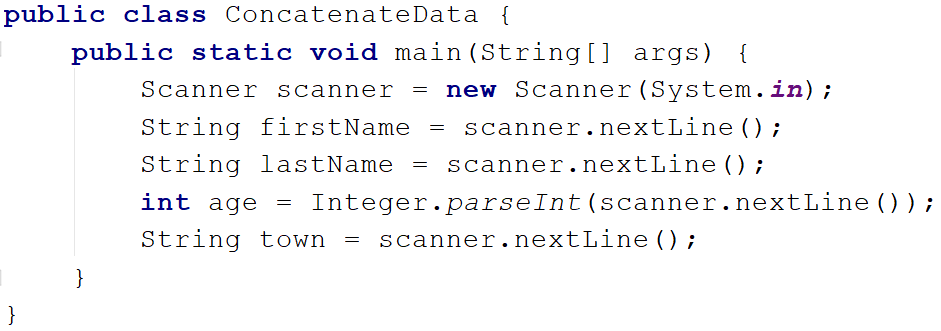 public class ConcatenateData {
    public static void main(String[] args) {
        Scanner scanner = new Scanner(System.in);
        String firstName = scanner.nextLine();
        String lastName = scanner.nextLine();
        int age = Integer.parseInt(scanner.nextLine());
        String town = scanner.nextLine();
    }
}